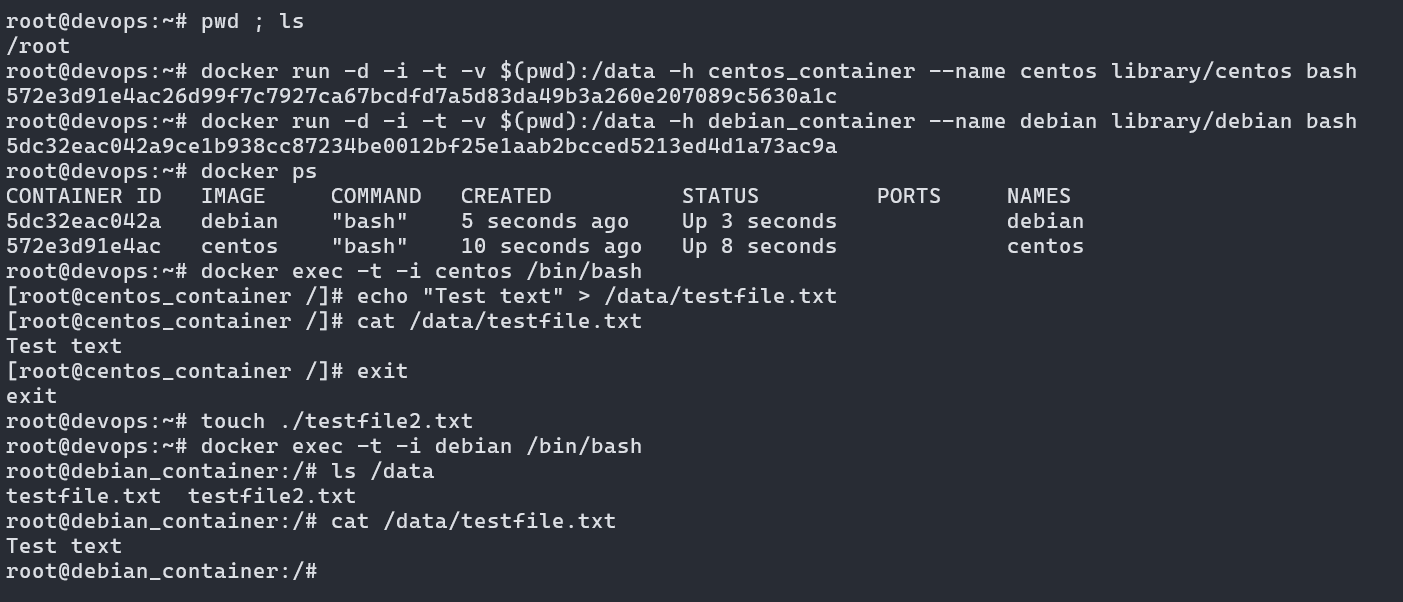 root@devops:~# pwd ; ls
/root
root@devops:~# docker run -d -i -t -v $(pwd):/data -h centos_container --name centos library/centos bash
572e3d91e4ac26d99f7c7927ca67bcdfd7a5d83da49b3a260e207089c5630a1c
root@devops:~# docker run -d -i -t -v $(pwd):/data -h debian_container --name debian library/debian bash
5dc32eac042a9ce1b938cc87234be0012bf25e1aab2bcced5213ed4d1a73ac9a
root@devops:~# docker ps
CONTAINER ID   IMAGE     COMMAND   CREATED          STATUS         PORTS     NAMES
5dc32eac042a   debian    "bash"    5 seconds ago    Up 3 seconds             debian
572e3d91e4ac   centos    "bash"    10 seconds ago   Up 8 seconds             centos
root@devops:~# docker exec -t -i centos /bin/bash
[root@centos_container /]# echo "Test text" > /data/testfile.txt
[root@centos_container /]# cat /data/testfile.txt
Test text
[root@centos_container /]# exit
exit
root@devops:~# touch ./testfile2.txt
root@devops:~# docker exec -t -i debian /bin/bash
root@debian_container:/# ls /data
testfile.txt  testfile2.txt
root@debian_container:/# cat /data/testfile.txt
Test text
root@debian_container:/#